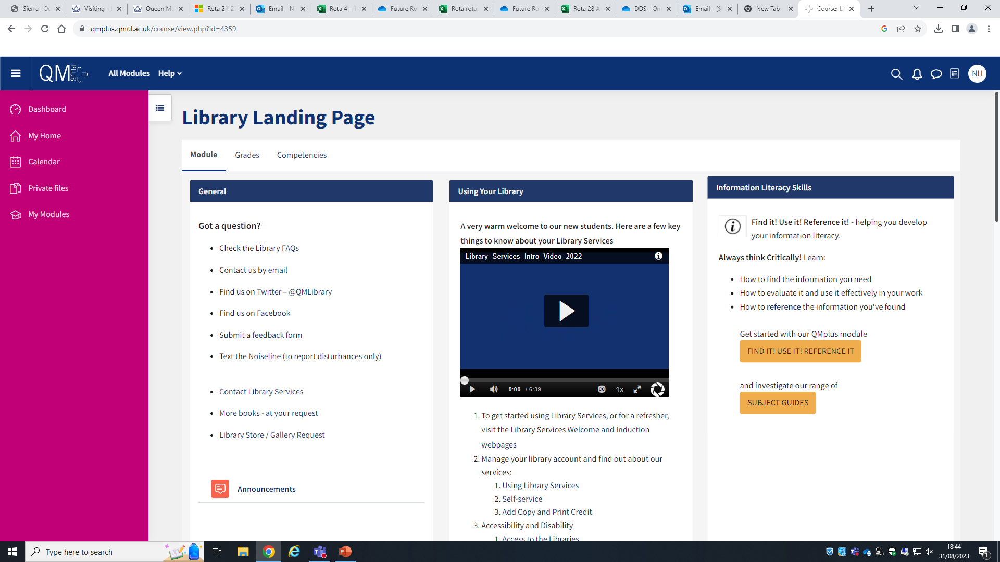 Sierra · Qu
Visiting - L
Queen Ma
Rota 21-2
Email - Ni
Rota 4 - 1
Future Ro
Rota rota.
Future Ro
Rota 28 A
DDS - One
Email - [S
New Tab
Course: Li
qmplus.qmul.ac.uk/course/view.php?id=4359
QM PLUS
All Modules
Help
NH
Dashboard
My Home
Calendar
Private files
My Modules
Library Landing Page
Module
Grades
Competencies
General
Got a question?
Check the Library FAQs
Contact us by email
Find us on Twitter – @QMLibrary
Find us on Facebook
Submit a feedback form
Text the Noiseline (to report disturbances only)
Contact Library Services
More books - at your request
Library Store / Gallery Request
Announcements
Using Your Library
A very warm welcome to our new students. Here are a few key
things to know about your Library Services
Library_Services_Intro_Video_2022
0:00 / 6:39
CC
1x
1. To get started using Library Services, or for a refresher,
visit the Library Services Welcome and Induction
webpages
2. Manage your library account and find out about our
services:
1. Using Library Services
2. Self-service
3. Add Copy and Print Credit
3. Accessibility and Disability
1. Access to the Libraries
Information Literacy Skills
Find it! Use it! Reference it! - helping you develop
your information literacy.
Always think Critically! Learn:
How to find the information you need
How to evaluate it and use it effectively in your work
How to reference the information you've found
Get started with our QMplus module
FIND IT! USE IT! REFERENCE IT
and investigate our range of
SUBJECT GUIDES
Type here to search
18:44
31/08/2023
1